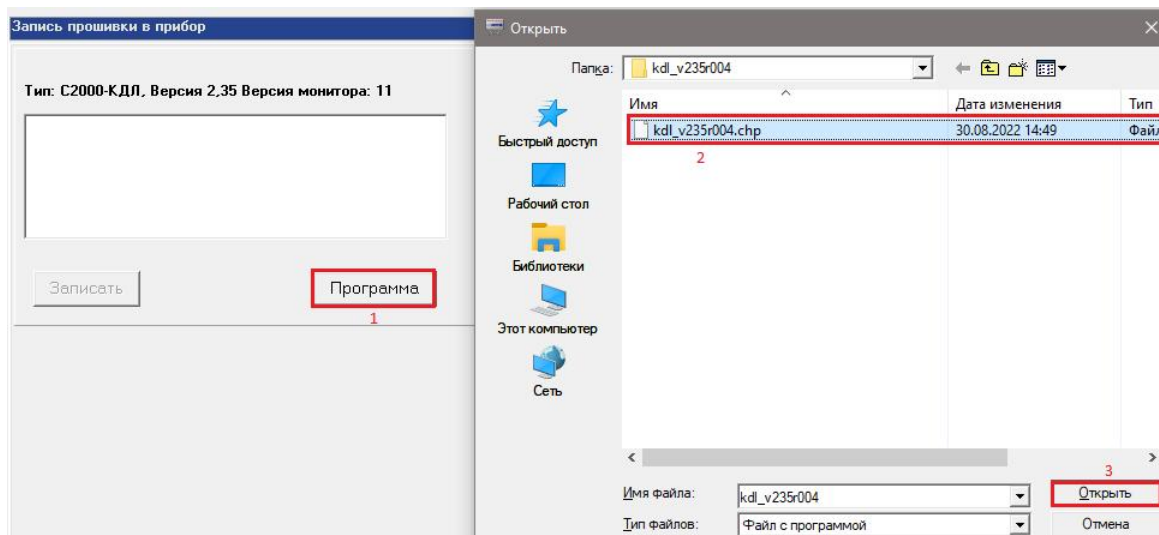 Запись прошивки в прибор
Тип: С2000-КДЛ, Версия 2,35 Версия монитора: 11
Записать
Программа
1
Открыть
Папка:
kdl_v235r004
Имя
Дата изменения
Тип
kdl_v235r004.chp
30.08.2022 14:49
Файл
2
Быстрый доступ
Рабочий стол
Библиотеки
Этот компьютер
Сеть
3
Имя файла:
kdl_v235r004
Открыть
Тип файлов:
Файл с программой
Отмена